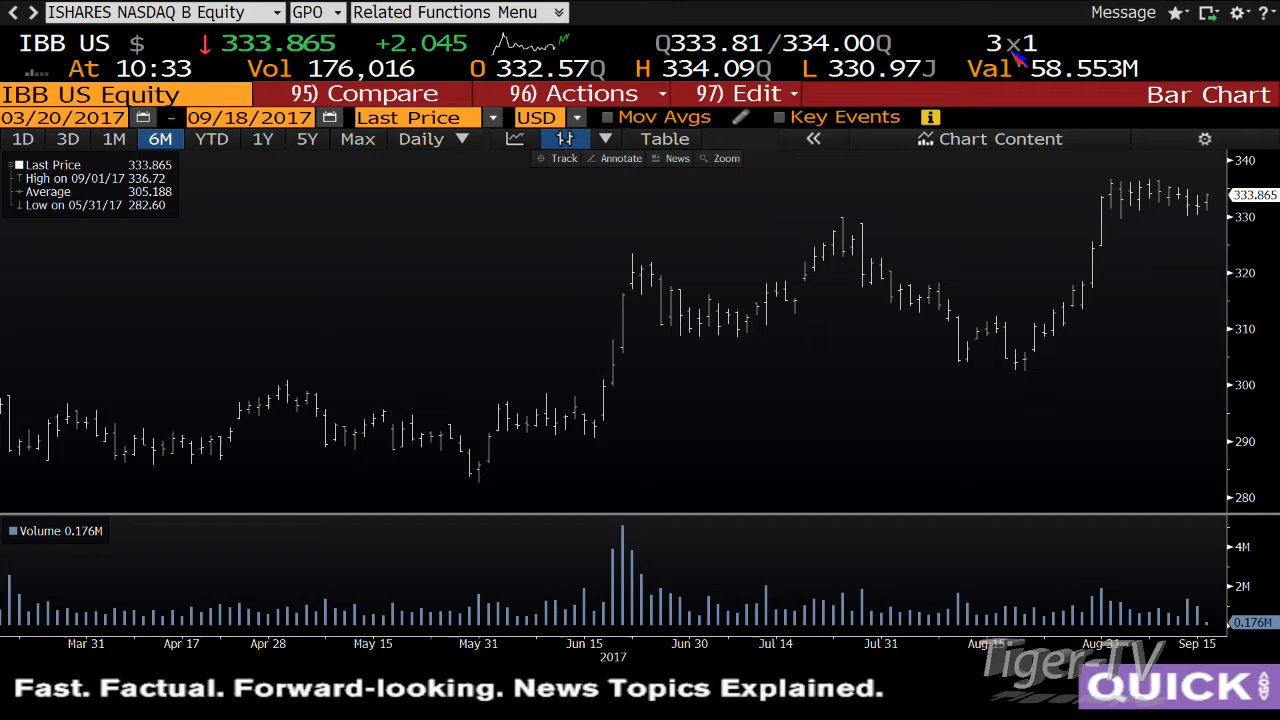 ISHARES NASDAQ B Equity GPO Related Functions Menu Message ?
IBB US $ 333.865 +2.045 Q333.81/334.00Q 3x1
At 10:33 Vol 176,016 O 332.57Q H 334.09Q L 330.97J Val 58.553M
IBB US Equity 95) Compare 96) Actions 97) Edit Bar Chart
03/20/2017 - 09/18/2017 Last Price USD Mov Avgs Key Events
1D 3D 1M 6M YTD 1Y 5Y Max Daily Table Chart Content
Track Annotate News Zoom
Last Price 333.865
High on 09/01/17 336.72
Average 305.188
Low on 05/31/17 282.60
340
333.865
330
320
310
300
290
280
Volume 0.176M
4M
2M
0.176M
Mar 31 Apr 17 Apr 28 May 15 May 31 Jun 15 Jun 30 Jul 14 Jul 31 Aug 15 Aug 31 Sep 15
2017
Tiger-TV
Fast. Factual. Forward-looking. News Topics Explained.
QUICK